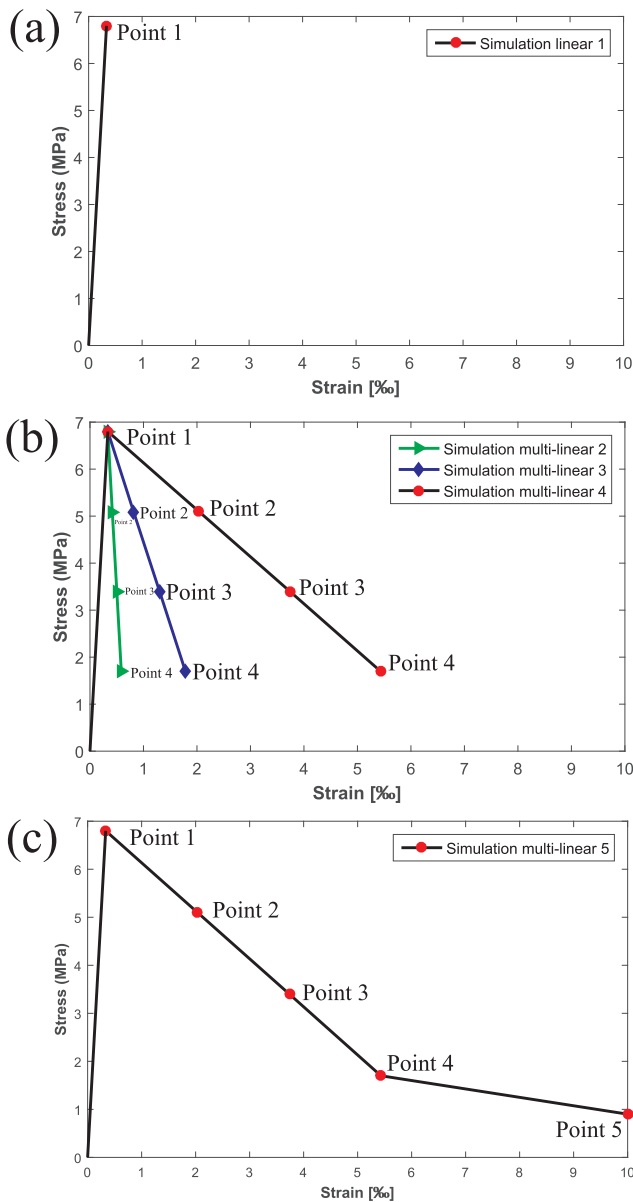 (a)
7
6
5
4
3
2
1
0
Stress (MPa)
Point 1
Simulation linear 1
0 1 2 3 4 5 6 7 8 9 10
Strain [‰]
(b)
7
6
5
4
3
2
1
0
Stress (MPa)
Point 1
Simulation multi-linear 2
Simulation multi-linear 3
Simulation multi-linear 4
Point 2 Point 2 Point 2
Point 3 Point 3 Point 3
Point 4 Point 4 Point 4
0 1 2 3 4 5 6 7 8 9 10
Strain [‰]
(c)
7
6
5
4
3
2
1
0
Stress (MPa)
Point 1
Simulation multi-linear 5
Point 2
Point 3
Point 4
Point 5
0 1 2 3 4 5 6 7 8 9 10
Strain [‰]